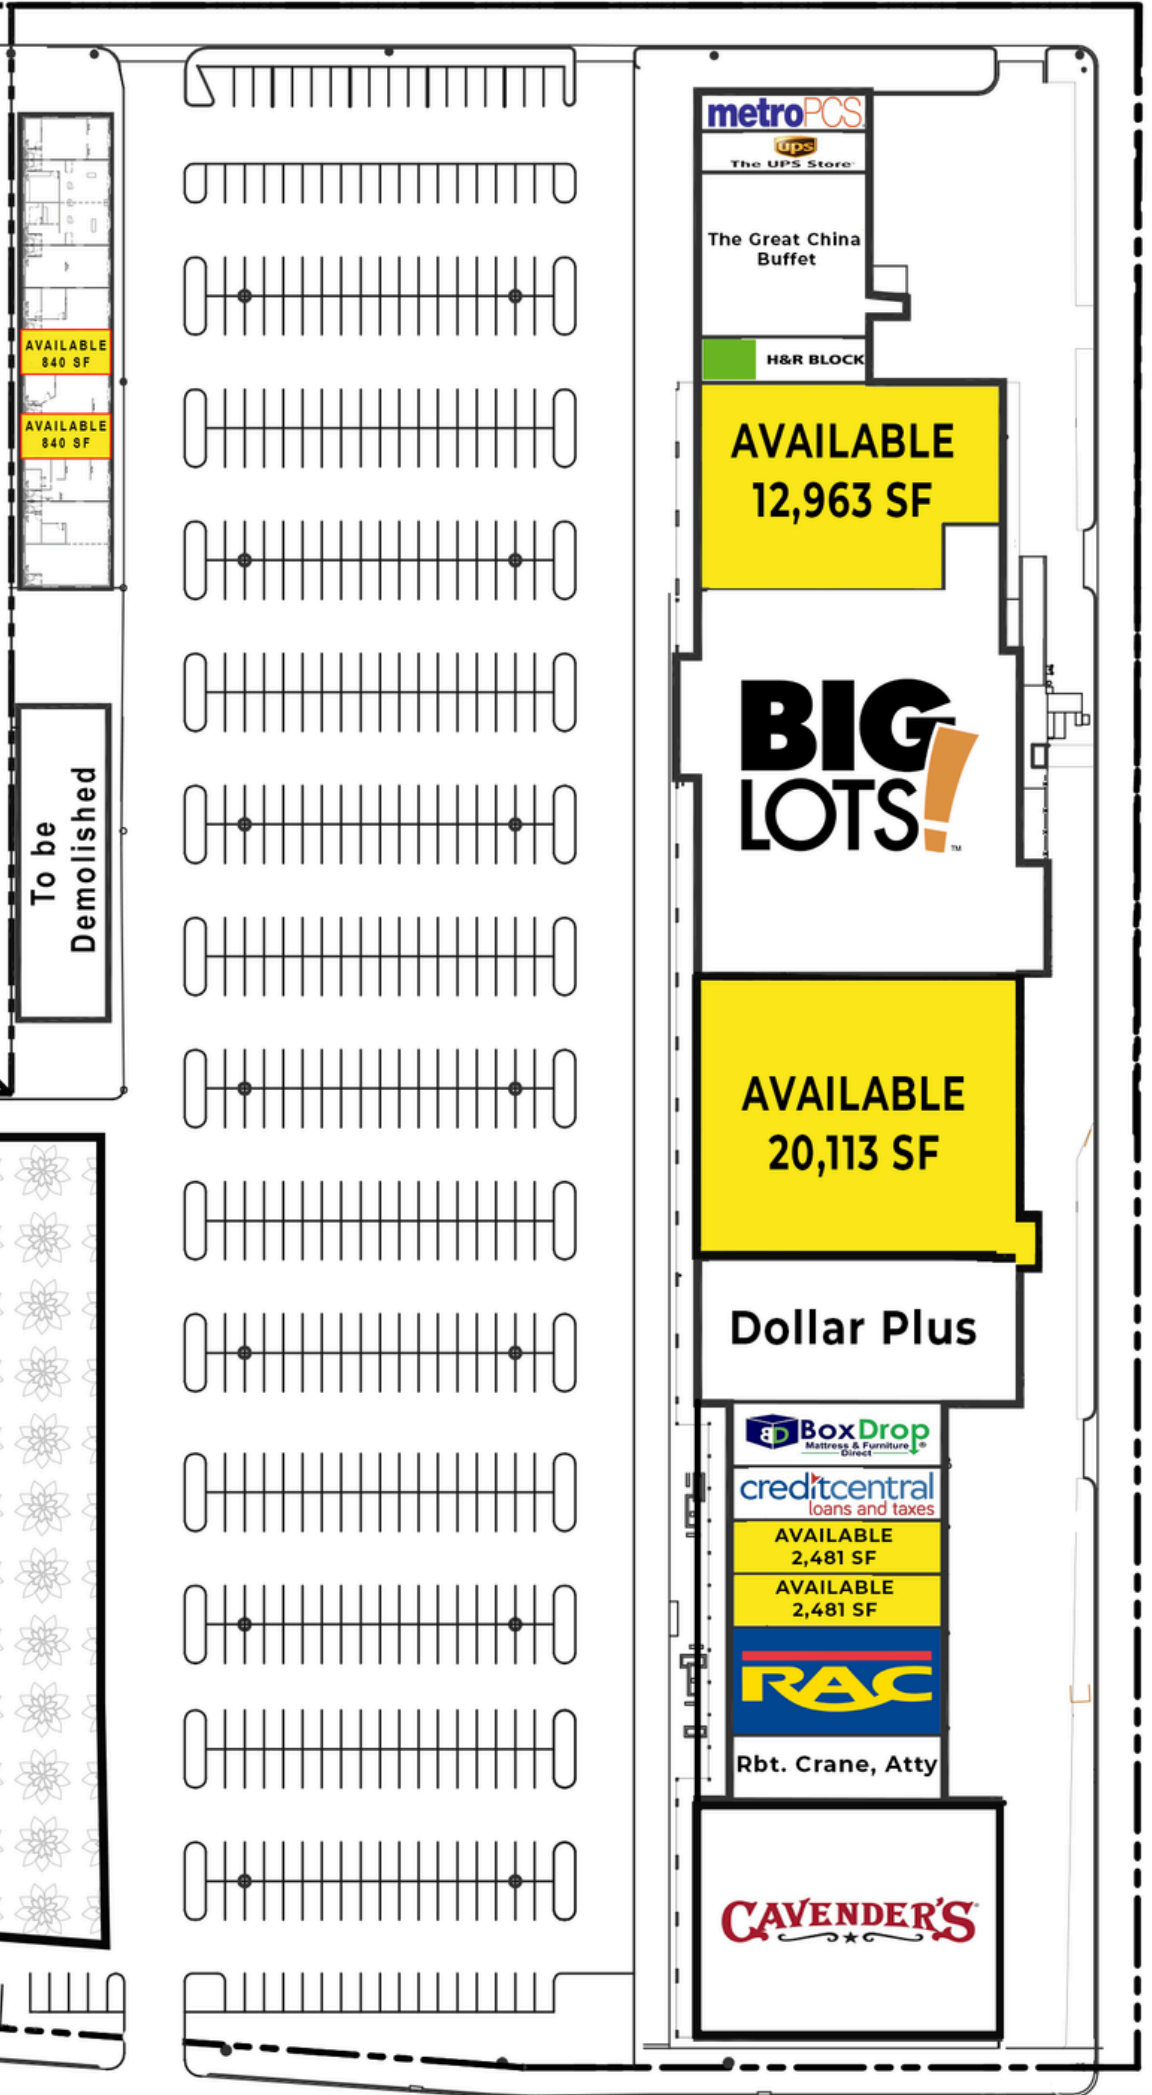 metroPCS
ups
The UPS Store
The Great China
Buffet
H&R BLOCK
AVAILABLE
840 SF
AVAILABLE
840 SF
AVAILABLE
12,963 SF
BIG
LOTS!
TM
To be
Demolished
AVAILABLE
20,113 SF
Dollar Plus
BD BoxDrop
Mattress & Furniture
Direct
creditcentral
loans and taxes
AVAILABLE
2,481 SF
AVAILABLE
2,481 SF
RAC
Rbt. Crane, Atty
CAVENDER'S